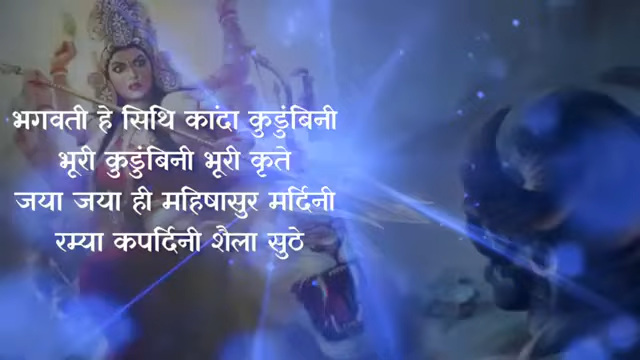 भगवती हे सिथि कांदा कुडुंबिनी
भूरी कुडुंबिनी भूरी कृते
जया जया ही महिषासुर मर्दिनी
रम्या कपर्दिनी शैला सुठे